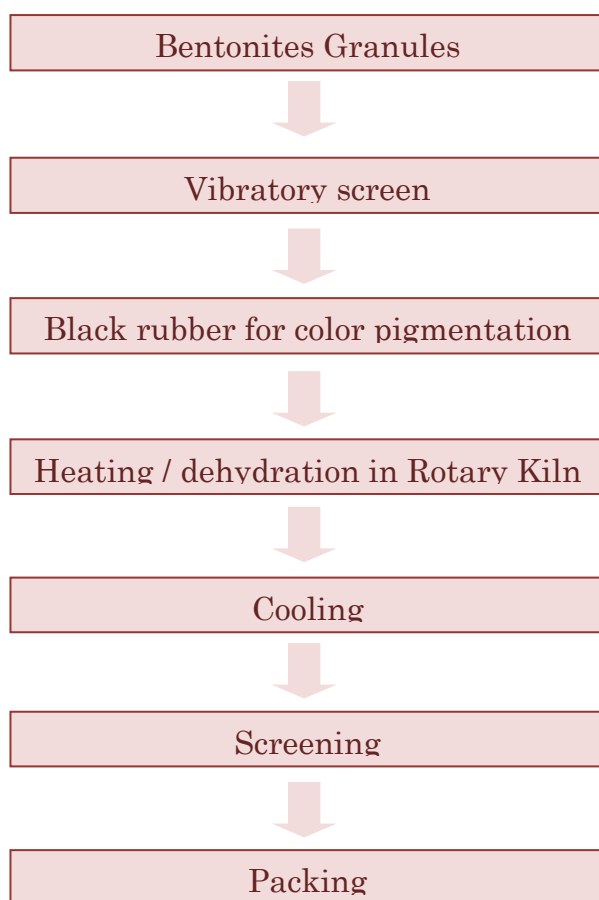 Bentonites Granules
Vibratory screen
Black rubber for color pigmentation
Heating / dehydration in Rotary Kiln
Cooling
Screening
Packing